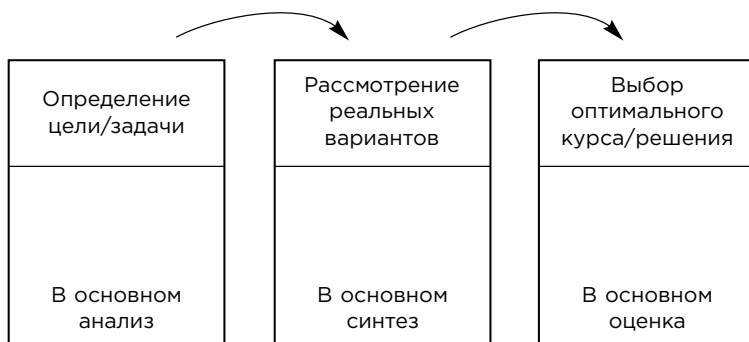 Определение
цели/задачи
Рассмотрение
реальных
вариантов
Выбор
оптимального
курса/решения
В основном
анализ
В основном
синтез
В основном
оценка